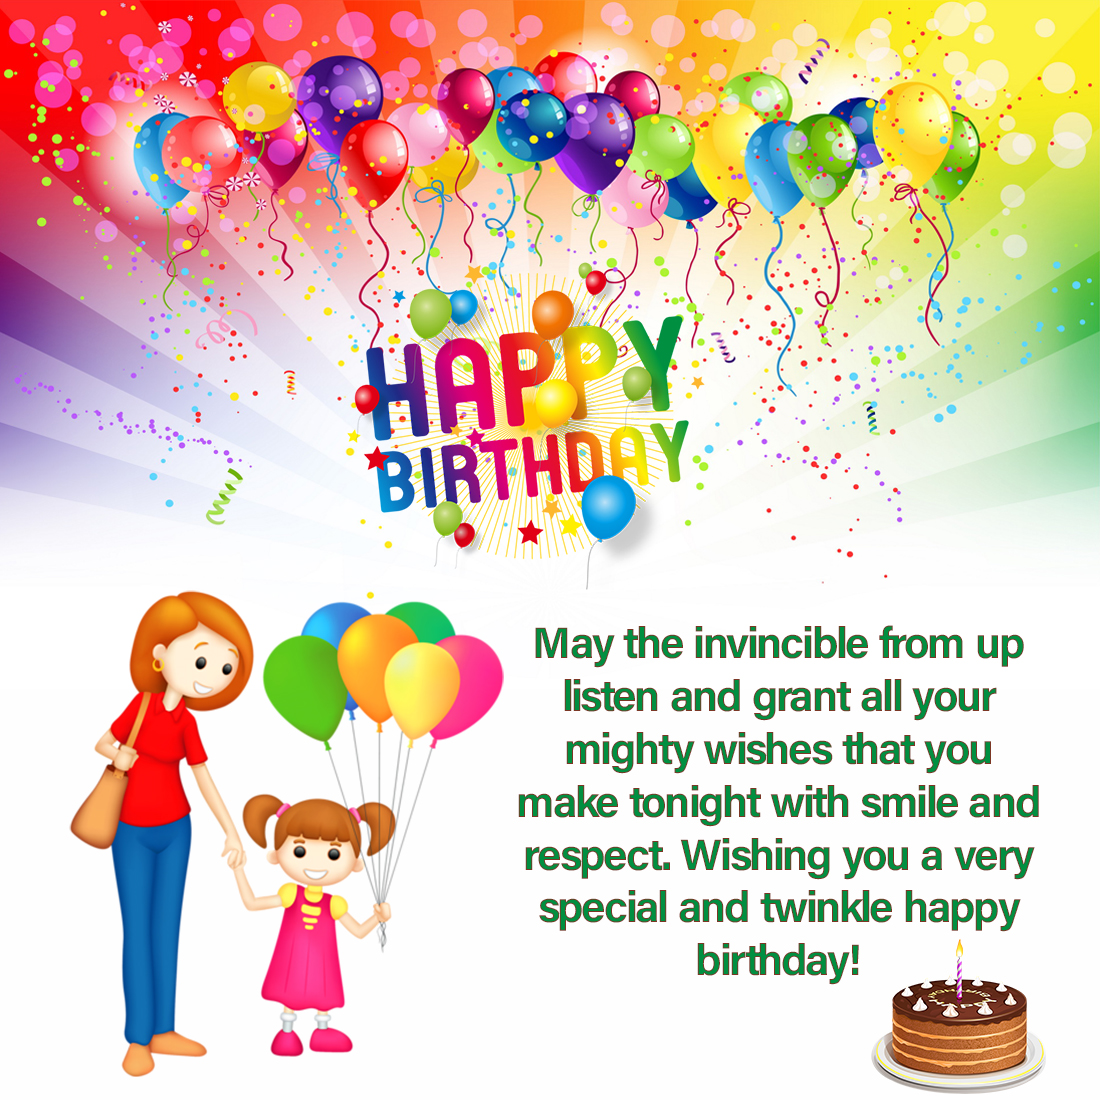 HAPPY
BIRTHDAY
May the invincible from up
listen and grant all your
mighty wishes that you
make tonight with smile and
respect. Wishing you a very
special and twinkle happy
birthday!